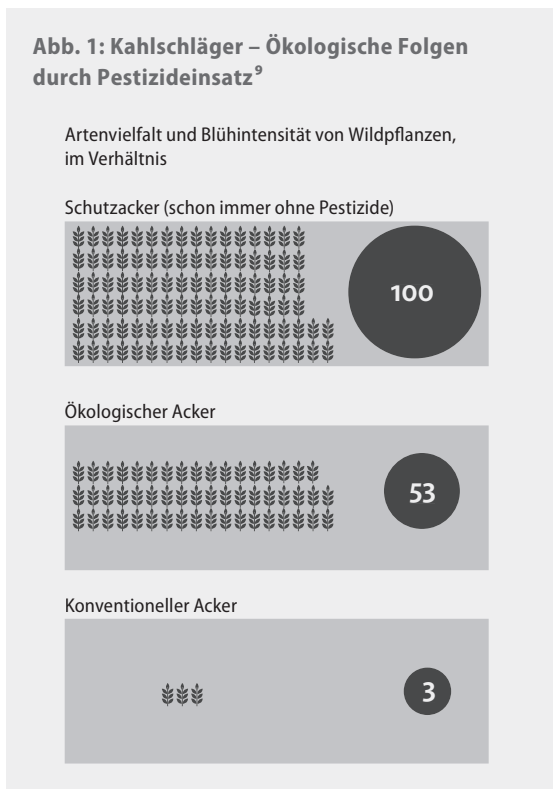 Abb. 1: Kahlschläger – Ökologische Folgen
durch Pestizideinsatz⁹
Artenvielfalt und Blühintensität von Wildpflanzen,
im Verhältnis
Schutzacker (schon immer ohne Pestizide)
100
Ökologischer Acker
53
Konventioneller Acker
3